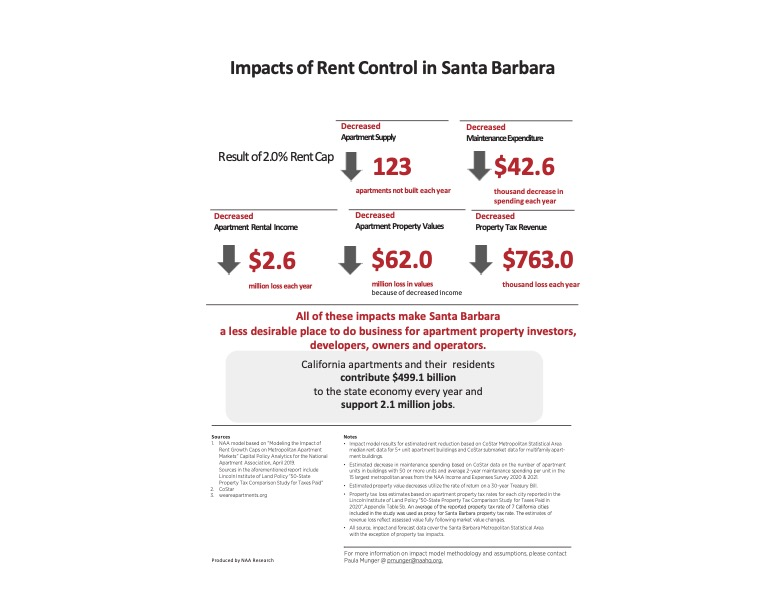 Impacts of Rent Control in Santa Barbara
Result of 2.0% Rent Cap
Decreased
Apartment Supply
123
apartments not built each year
Decreased
Maintenance Expenditure
$42.6
thousand decrease in
spending each year
Decreased
Apartment Rental Income
$2.6
million loss each year
Decreased
Apartment Property Values
$62.0
million loss in values
because of decreased income
Decreased
Property Tax Revenue
$763.0
thousand loss each year
All of these impacts make Santa Barbara
a less desirable place to do business for apartment property investors,
developers, owners and operators.
California apartments and their residents
contribute $499.1 billion
to the state economy every year and
support 2.1 million jobs.
Sources
1. NAA model based on "Modeling the Impact of
Rent Growth Caps on Metropolitan Apartment
Markets" Capital Policy Analytics for the National
Apartment Association, April 2019.
Sources in the aforementioned report include
Lincoln Institute of Land Policy "50-State
Property Tax Comparison Study for Taxes Paid"
2. CoStar
3. weareapartments.org
Notes
• Impact model results for estimated rent reduction based on CoStar Metropolitan Statistical Area
median rent data for 5+ unit apartment buildings and CoStar submarket data for multifamily apart-
ment buildings
• Estimated decrease in maintenance spending based on CoStar data on the number of apartment
units in buildings with 50 or more units and average 2-year maintenance spending per unit in the
15 largest metropolitan areas from the NAA Income and Expenses Survey 2020 & 2021.
• Estimated property value decreases utilize the rate of return on a 30-year Treasury Bill.
• Property tax loss estimates based on apartment property tax rates for each city reported in the
Lincoln Institute of Land Policy "50-State Property Tax Comparison Study for Taxes Paid in
2020", Appendix Table 5b. An average of the reported property tax rate of 7 California cities
included in the study was used as proxy for Santa Barbara property tax rate. The estimates of
revenue loss reflect assessed value fully following market value changes.
• All source, impact and forecast data cover the Santa Barbara Metropolitan Statistical Area
with the exception of property tax impacts.
Produced by NAA Research
For more information on impact model methodology and assumptions, please contact
Paula Munger @ pmunger@naahq.org.